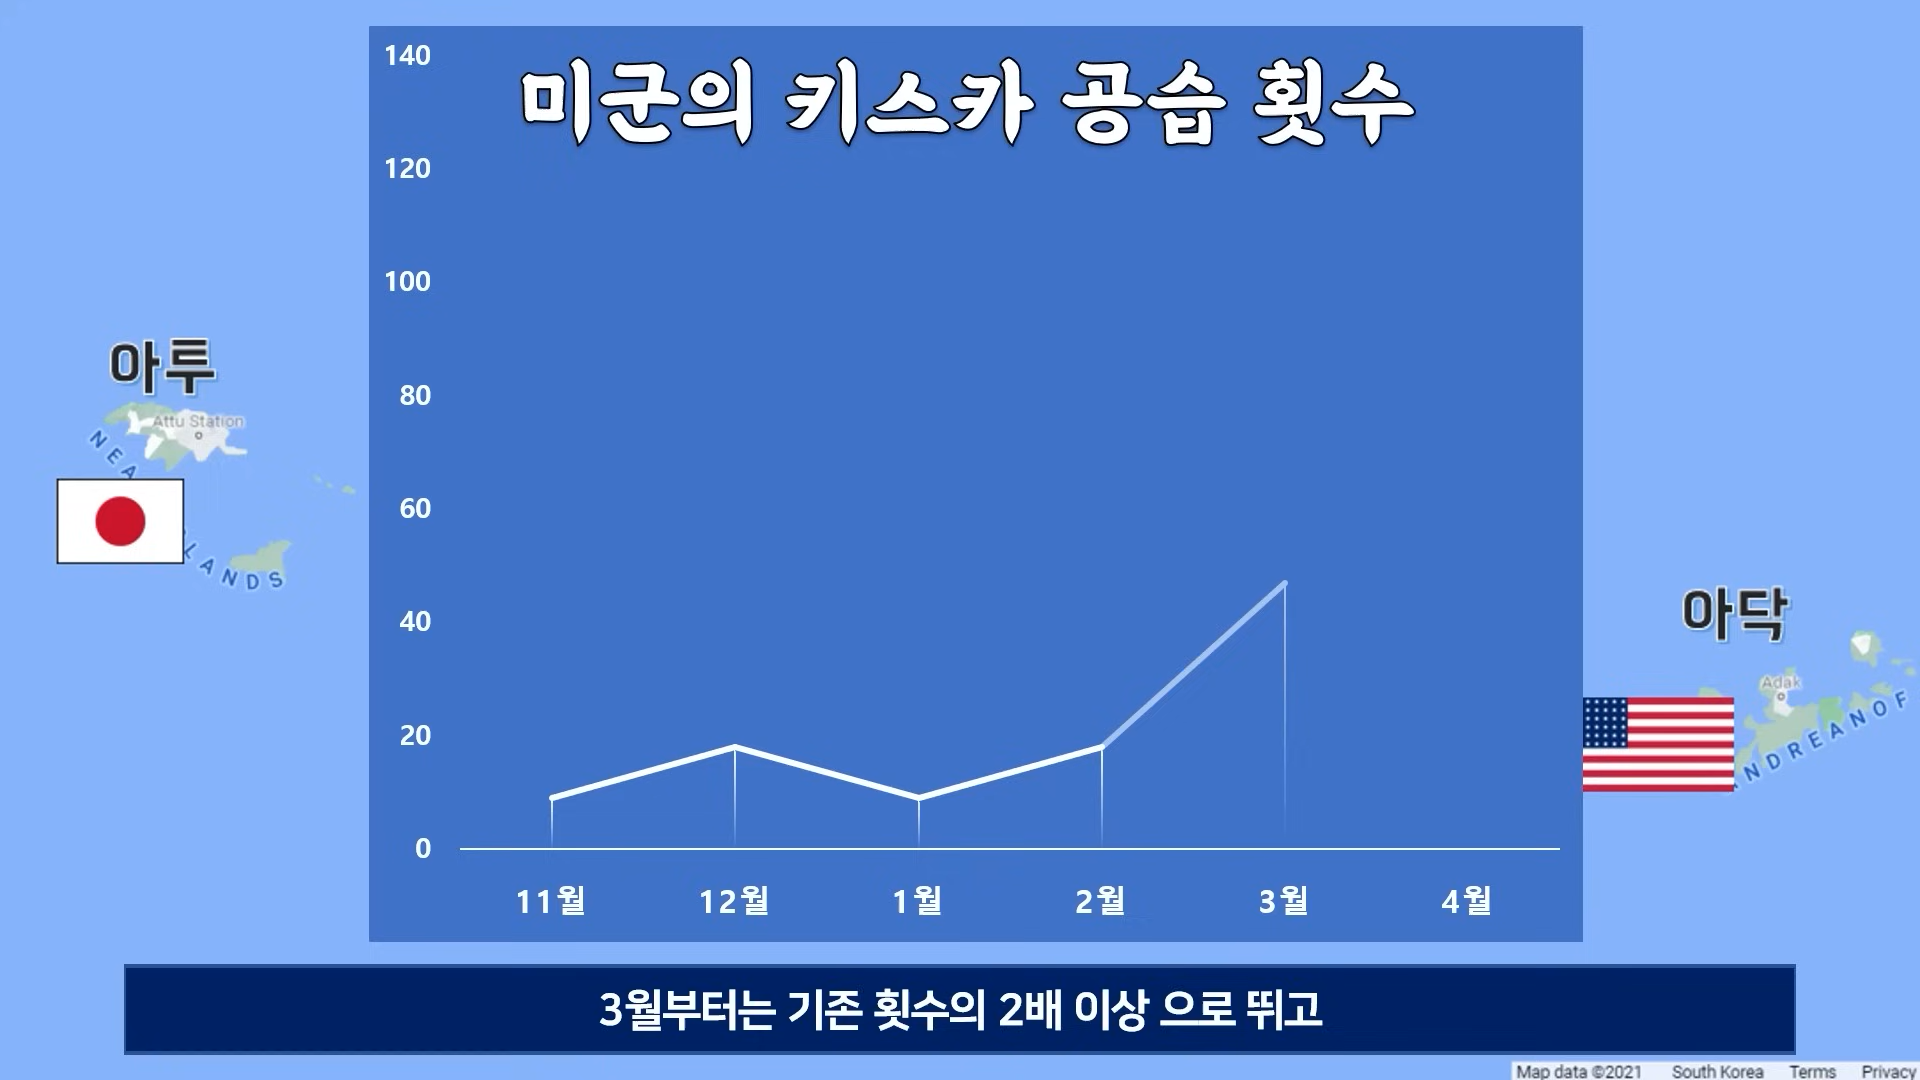 미군의 키스카 공습 횟수
140
120
100
80
60
40
20
0
11월 12월 1월 2월 3월 4월
아투
Attu Station
NEA
LANDS
아닥
Adak
NDREANOF
3월부터는 기존 횟수의 2배 이상 으로 뛰고
Map data ©2021 South Korea Terms Privacy